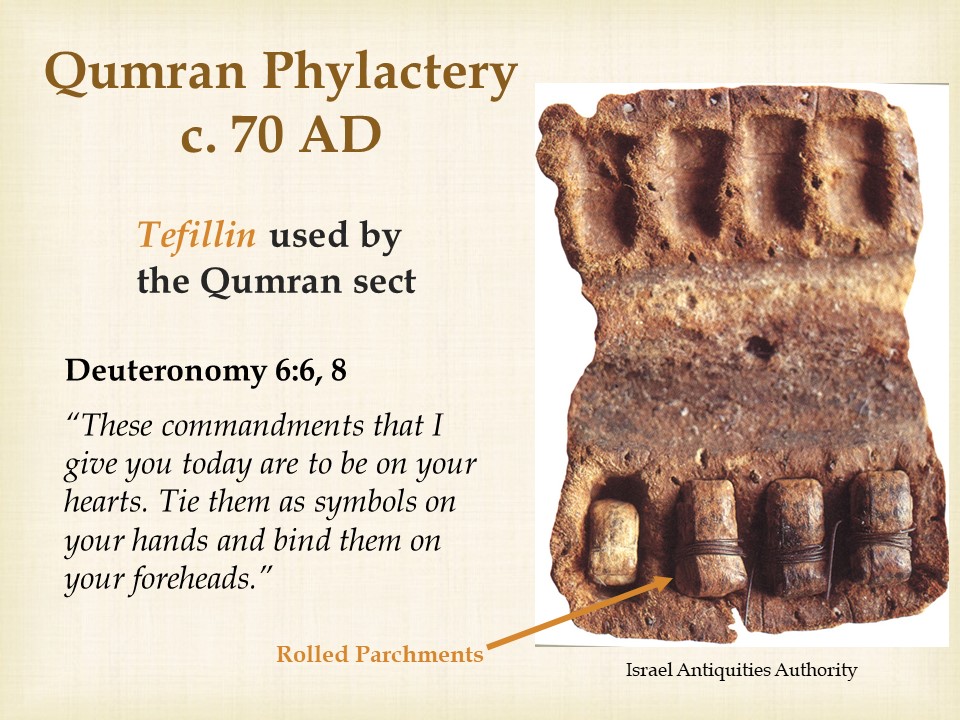 Qumran Phylactery
c. 70 AD
Tefillin used by
the Qumran sect
Deuteronomy 6:6, 8
“These commandments that I
give you today are to be on your
hearts. Tie them as symbols on
your hands and bind them on
your foreheads.”
Rolled Parchments
Israel Antiquities Authority